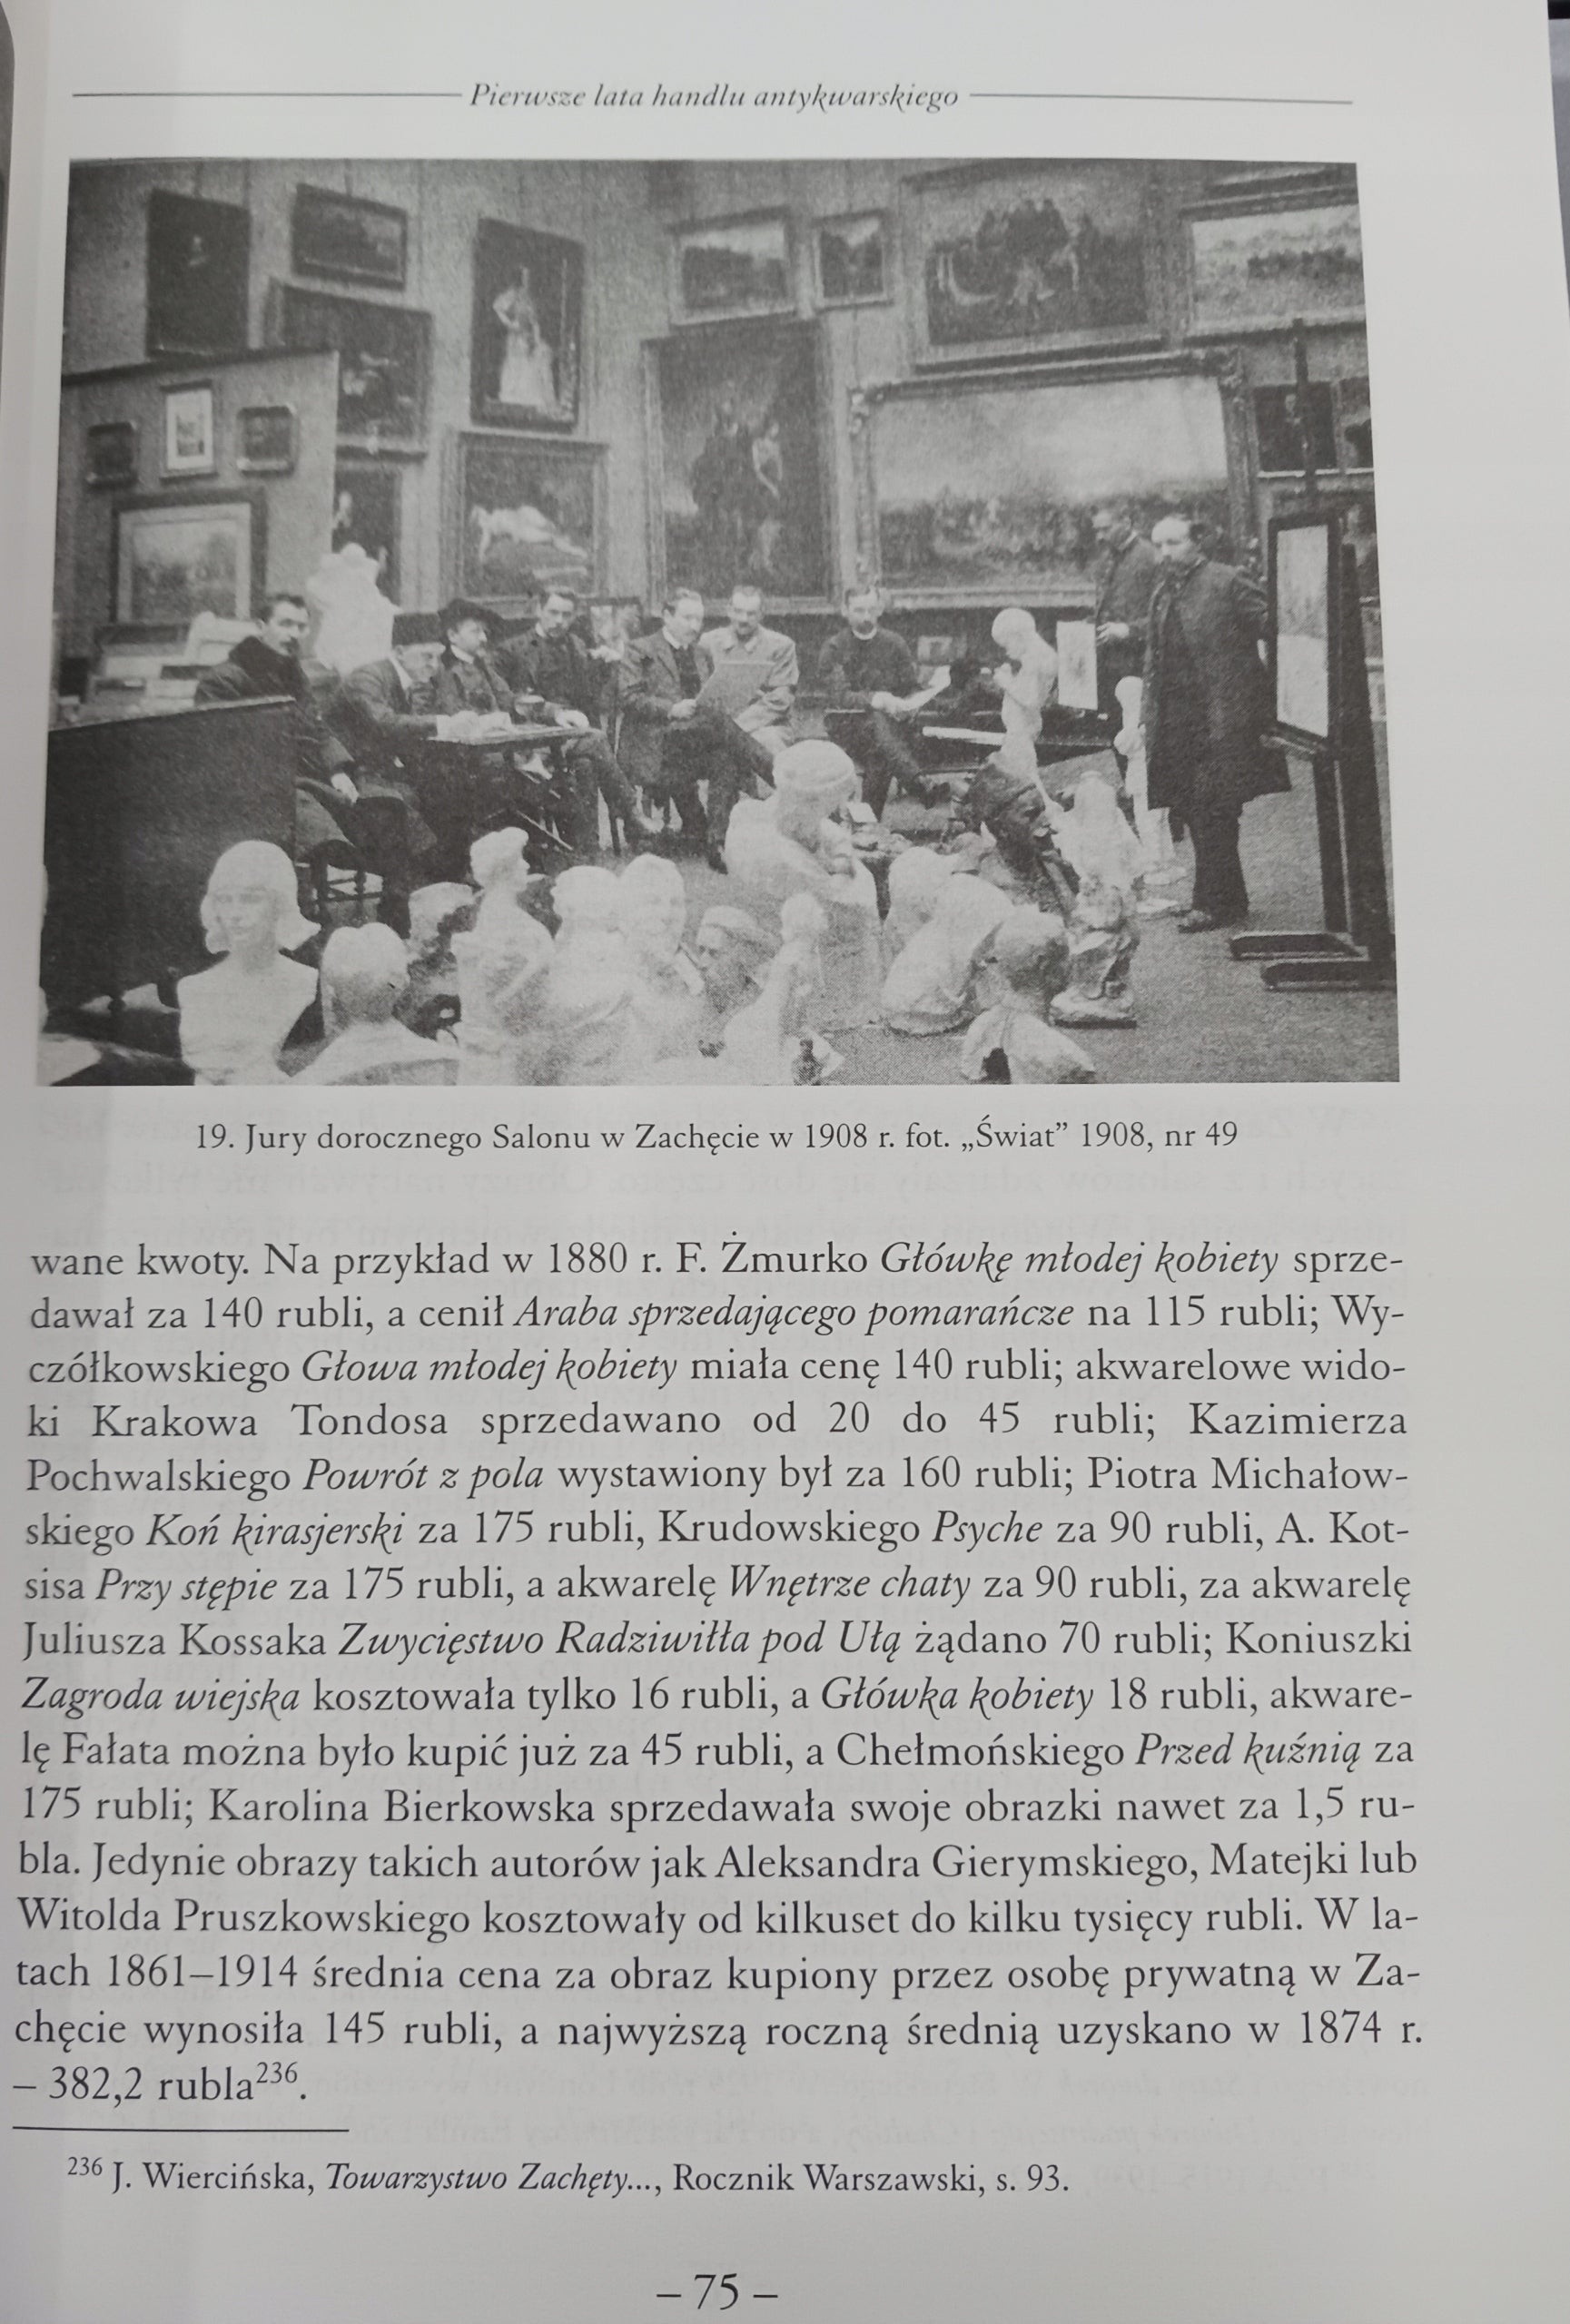 Pierwsze lata handlu antykwarskiego
19. Jury dorocznego Salonu w Zachęcie w 1908 r. fot. „Świat” 1908, nr 49
wane kwoty. Na przykład w 1880 r. F. Żmurko Główkę młodej kobiety sprze-
dawał za 140 rubli, a cenił Araba sprzedającego pomarańcze na 115 rubli; Wy-
czółkowskiego Głowa młodej kobiety miała cenę 140 rubli; akwarelowe wido-
ki Krakowa Tondosa sprzedawano od 20 do 45 rubli; Kazimierza
Pochwalskiego Powrót z pola wystawiony był za 160 rubli; Piotra Michałow-
skiego Koń kirasjerski za 175 rubli, Krudowskiego Psyche za 90 rubli, A. Kot-
sisa Przy stępie za 175 rubli, a akwarelę Wnętrze chaty za 90 rubli, za akwarelę
Juliusza Kossaka Zwycięstwo Radziwiłła pod Ułą żądano 70 rubli; Koniuszki
Zagroda wiejska kosztowała tylko 16 rubli, a Główka kobiety 18 rubli, akware-
lę Fałata można było kupić już za 45 rubli, a Chełmońskiego Przed kuźnią za
175 rubli; Karolina Bierkowska sprzedawała swoje obrazki nawet za 1,5 ru-
bla. Jedynie obrazy takich autorów jak Aleksandra Gierymskiego, Matejki lub
Witolda Pruszkowskiego kosztowały od kilkuset do kilku tysięcy rubli. W la-
tach 1861–1914 średnia cena za obraz kupiony przez osobę prywatną w Za-
chęcie wynosiła 145 rubli, a najwyższą roczną średnią uzyskano w 1874 r.
– 382,2 rubla²³⁶.
²³⁶ J. Wiercińska, Towarzystwo Zachęty..., Rocznik Warszawski, s. 93.
– 75 –